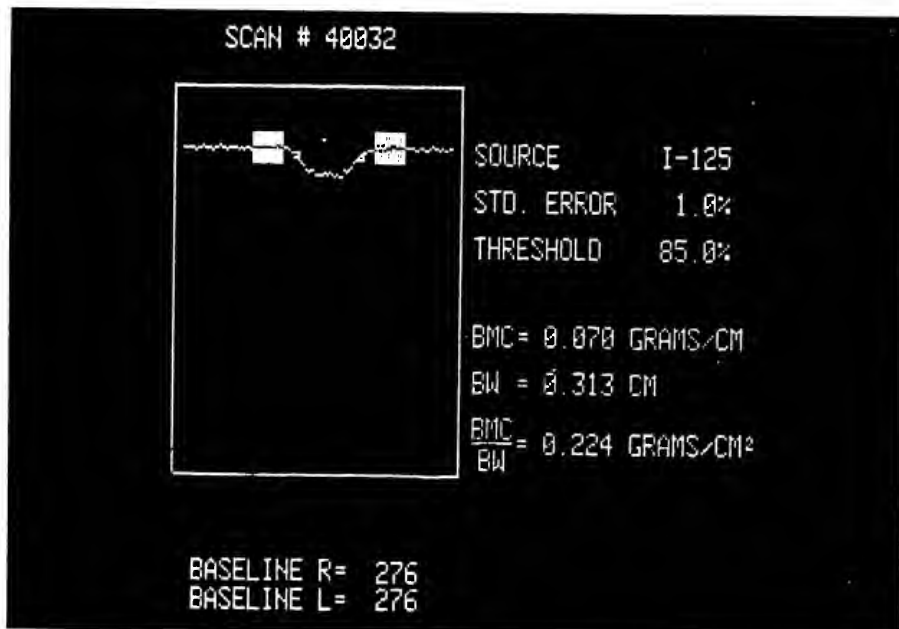 SCAN # 40032
SOURCE I-125
STD. ERROR 1.0%
THRESHOLD 85.0%
BMC= 0.070 GRAMS/CM
BW = 0.313 CM
BMC
BW = 0.224 GRAMS/CM²
BASELINE R= 276
BASELINE L= 276